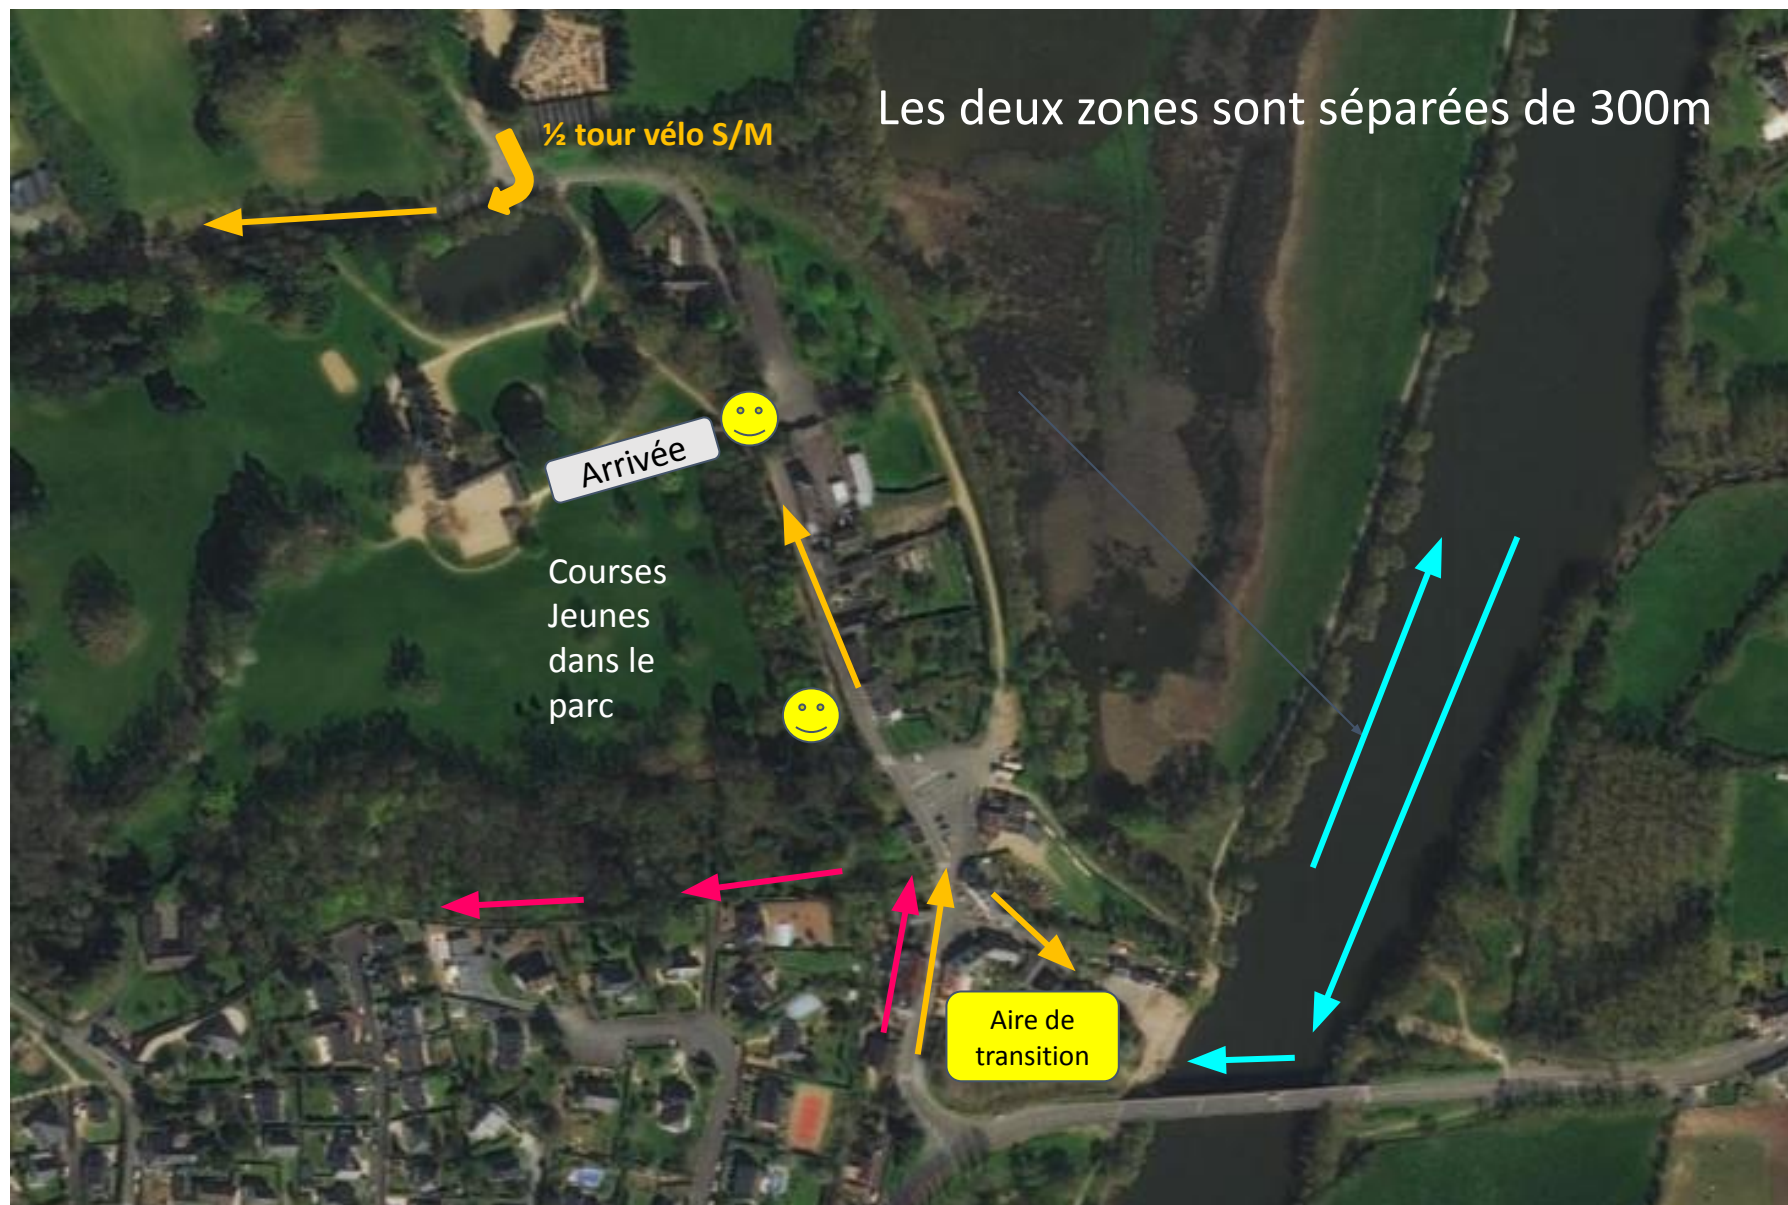 Les deux zones sont séparées de 300m
½ tour vélo S/M
Arrivée
Courses
Jeunes
dans le
parc
Aire de
transition